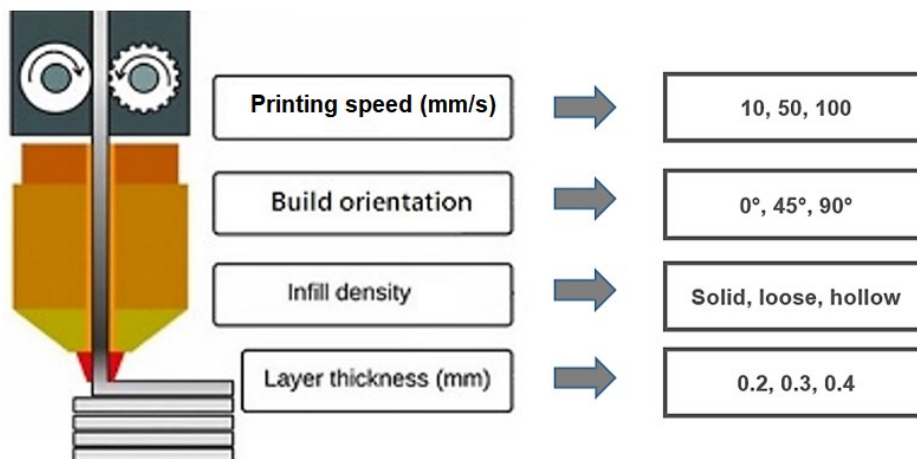 Printing speed (mm/s)
10, 50, 100
Build orientation
0°, 45°, 90°
Infill density
Solid, loose, hollow
Layer thickness (mm)
0.2, 0.3, 0.4